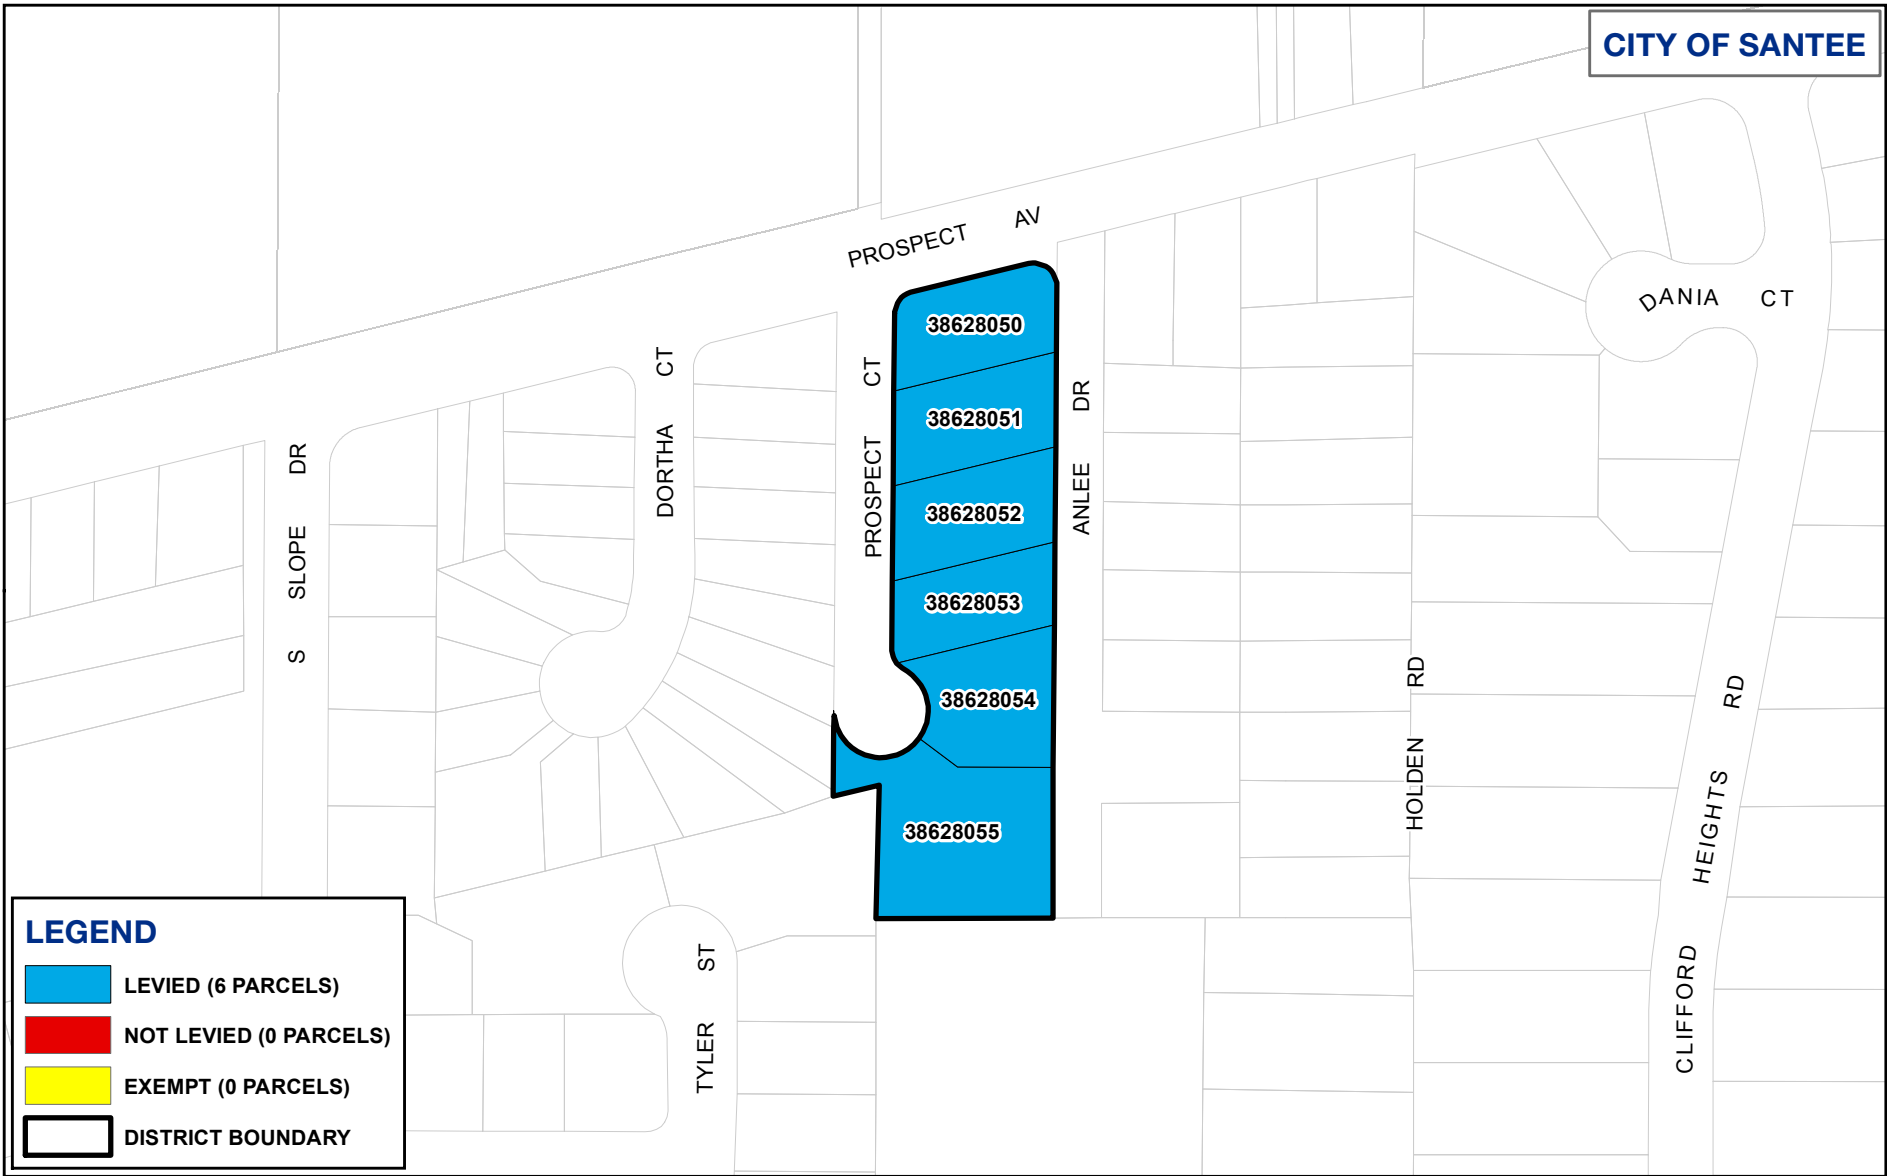 CITY OF SANTEE
PROSPECT AV
DANIA CT
38628050
PROSPECT CT
38628051
ANLEE DR
DORTHA CT
S SLOPE DR
38628052
38628053
38628054
HOLDEN RD
CLIFFORD HEIGHTS RD
38628055
TYLER ST
LEGEND
LEVIED (6 PARCELS)
NOT LEVIED (0 PARCELS)
EXEMPT (0 PARCELS)
DISTRICT BOUNDARY